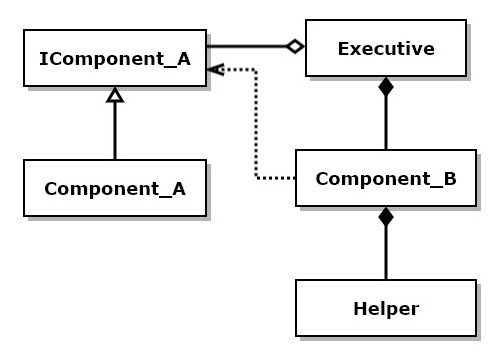 IComponent_A
Executive
Component_A
Component_B
Helper